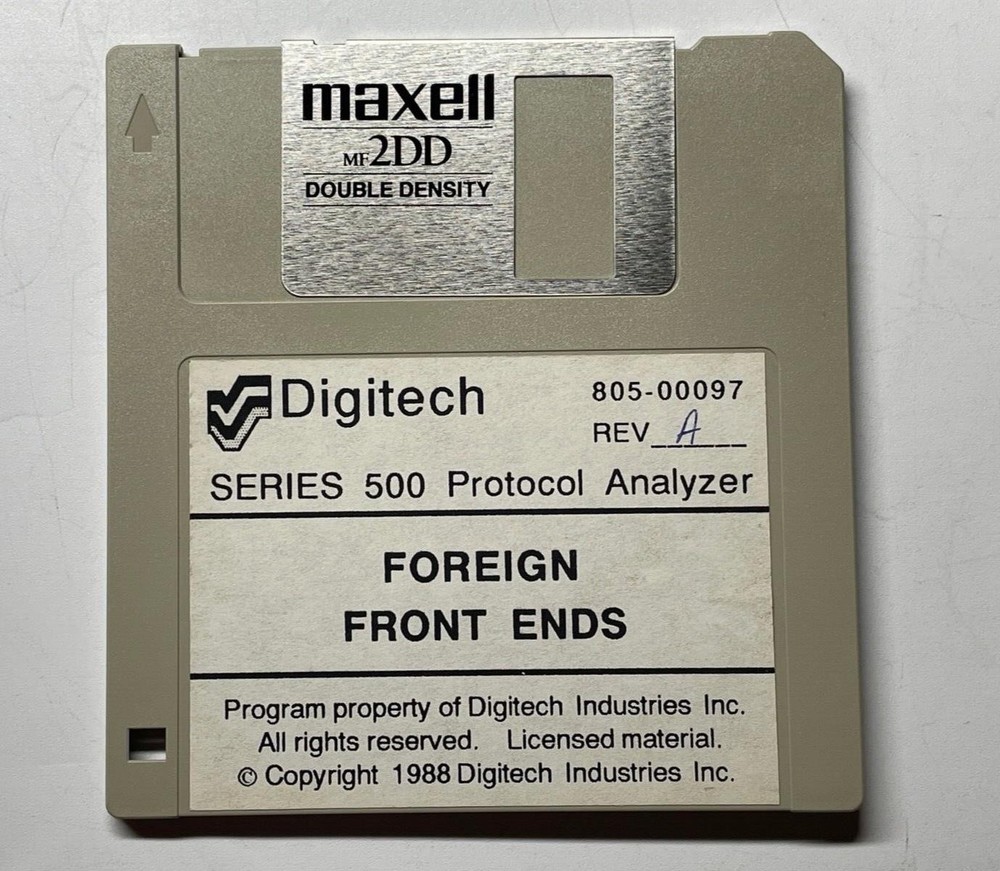 maxell
MF2DD
DOUBLE DENSITY
Digitech
805-00097
REV__A___
SERIES 500 Protocol Analyzer
FOREIGN
FRONT ENDS
Program property of Digitech Industries Inc.
All rights reserved. Licensed material.
© Copyright 1988 Digitech Industries Inc.